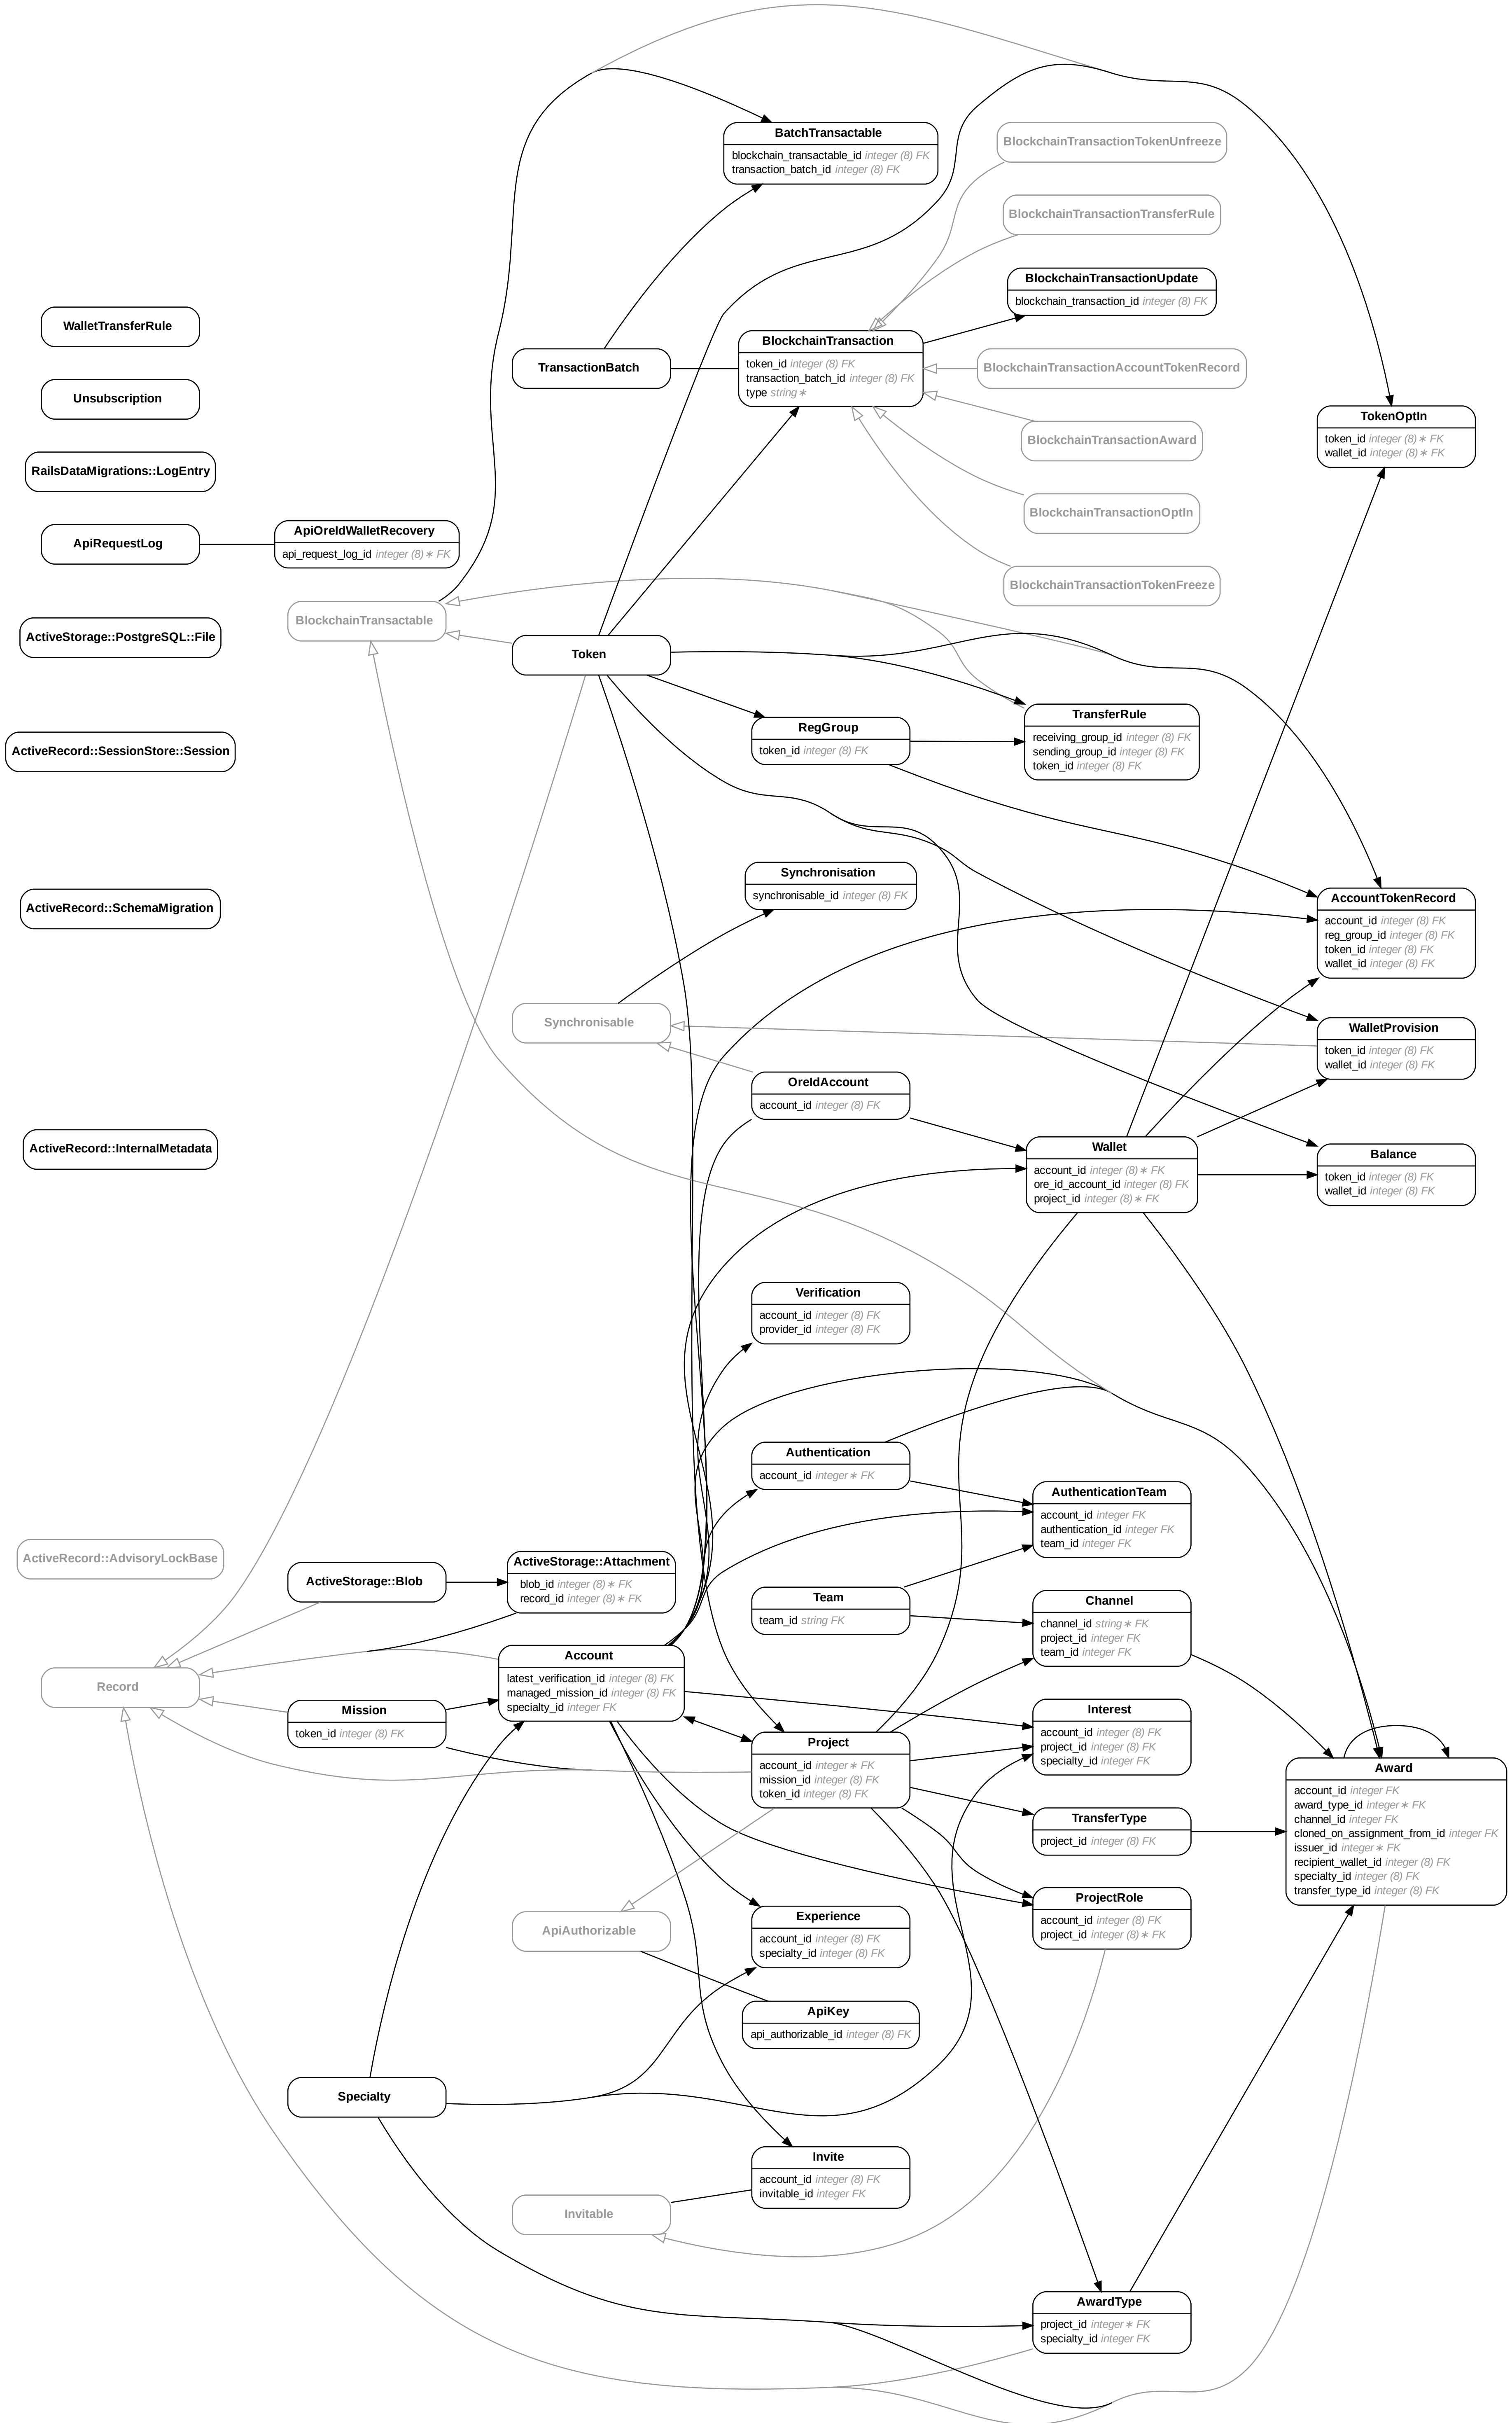 BatchTransactable
blockchain_transactable_id integer (8) FK
transaction_batch_id integer (8) FK
BlockchainTransactionTokenUnfreeze
BlockchainTransactionTransferRule
BlockchainTransactionUpdate
blockchain_transaction_id integer (8) FK
WalletTransferRule
BlockchainTransaction
token_id integer (8) FK
transaction_batch_id integer (8) FK
type string ∗
TransactionBatch
BlockchainTransactionAccountTokenRecord
Unsubscription
TokenOptIn
token_id integer (8) ∗ FK
wallet_id integer (8) ∗ FK
BlockchainTransactionAward
RailsDataMigrations::LogEntry
BlockchainTransactionOptIn
ApiRequestLog
ApiOreIdWalletRecovery
api_request_log_id integer (8) ∗ FK
BlockchainTransactionTokenFreeze
BlockchainTransactable
ActiveStorage::PostgreSQL::File
Token
TransferRule
receiving_group_id integer (8) FK
sending_group_id integer (8) FK
token_id integer (8) FK
RegGroup
token_id integer (8) FK
ActiveRecord::SessionStore::Session
Synchronisation
synchronisable_id integer (8) FK
ActiveRecord::SchemaMigration
AccountTokenRecord
account_id integer (8) FK
reg_group_id integer (8) FK
token_id integer (8) FK
wallet_id integer (8) FK
Synchronisable
WalletProvision
token_id integer (8) FK
wallet_id integer (8) FK
OreIdAccount
account_id integer (8) FK
ActiveRecord::InternalMetadata
Wallet
account_id integer (8) ∗ FK
ore_id_account_id integer (8) FK
project_id integer (8) ∗ FK
Balance
token_id integer (8) FK
wallet_id integer (8) FK
Verification
account_id integer (8) FK
provider_id integer (8) FK
Authentication
account_id integer ∗ FK
AuthenticationTeam
account_id integer FK
authentication_id integer FK
team_id integer FK
ActiveRecord::AdvisoryLockBase
ActiveStorage::Blob
ActiveStorage::Attachment
blob_id integer (8) ∗ FK
record_id integer (8) ∗ FK
Team
team_id string FK
Channel
channel_id string ∗ FK
project_id integer FK
team_id integer FK
Record
Account
latest_verification_id integer (8) FK
managed_mission_id integer (8) FK
specialty_id integer FK
Mission
token_id integer (8) FK
Interest
account_id integer (8) FK
project_id integer (8) FK
specialty_id integer FK
Project
account_id integer ∗ FK
mission_id integer (8) FK
token_id integer (8) FK
Award
account_id integer FK
award_type_id integer ∗ FK
channel_id integer FK
cloned_on_assignment_from_id integer FK
issuer_id integer ∗ FK
recipient_wallet_id integer (8) FK
specialty_id integer (8) FK
transfer_type_id integer (8) FK
TransferType
project_id integer (8) FK
ProjectRole
account_id integer (8) FK
project_id integer (8) ∗ FK
ApiAuthorizable
Experience
account_id integer (8) FK
specialty_id integer (8) FK
ApiKey
api_authorizable_id integer (8) FK
Specialty
Invite
account_id integer (8) FK
invitable_id integer FK
Invitable
AwardType
project_id integer ∗ FK
specialty_id integer FK